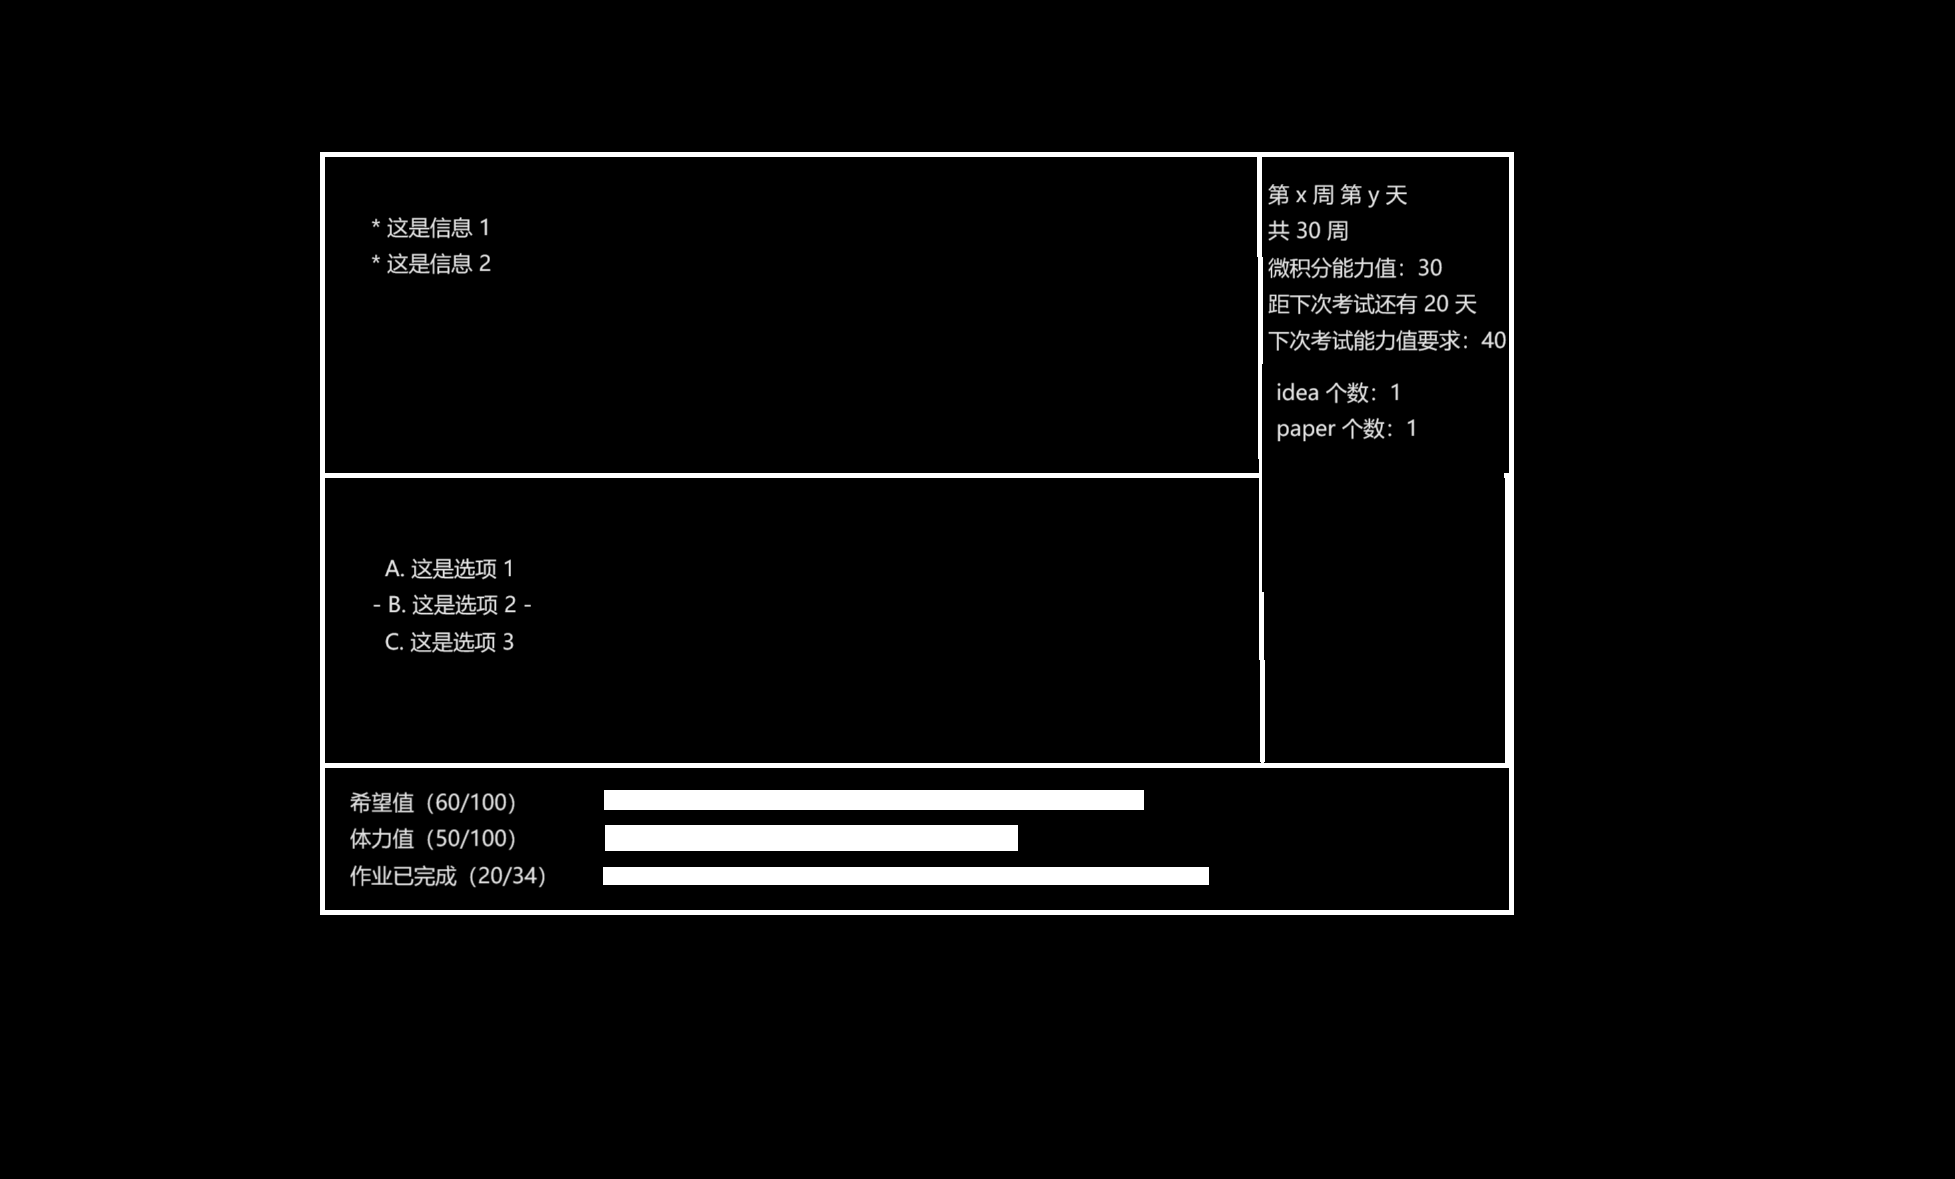 * 这是信息 1
* 这是信息 2
第 x 周 第 y 天
共 30 周
微积分能力值：30
距下次考试还有 20 天
下次考试能力值要求：40
idea 个数：1
paper 个数：1
A. 这是选项 1
- B. 这是选项 2 -
C. 这是选项 3
希望值（60/100）
体力值（50/100）
作业已完成（20/34）